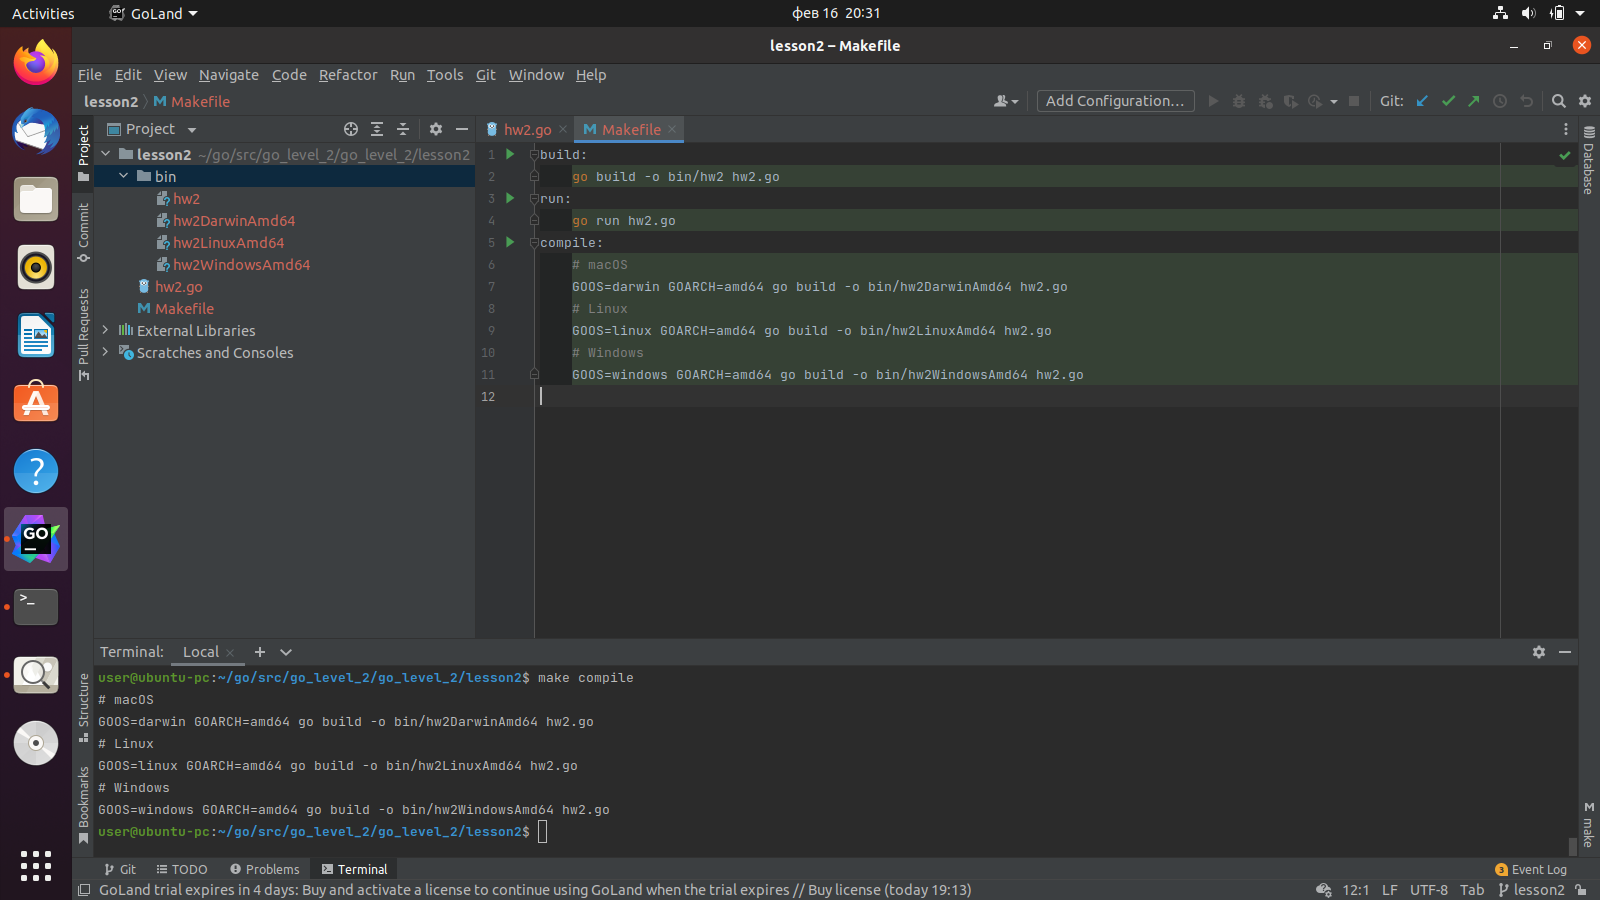 Activities
GoLand
фев 16 20:31
lesson2 – Makefile
File Edit View Navigate Code Refactor Run Tools Git Window Help
lesson2 Makefile
Add Configuration...
Git:
Project
hw2.go
Makefile
lesson2 ~/go/src/go_level_2/go_level_2/lesson2
bin
hw2
hw2DarwinAmd64
hw2LinuxAmd64
hw2WindowsAmd64
hw2.go
Makefile
External Libraries
Scratches and Consoles
1 build:
2 go build -o bin/hw2 hw2.go
3 run:
4 go run hw2.go
5 compile:
6 # macOS
7 GOOS=darwin GOARCH=amd64 go build -o bin/hw2DarwinAmd64 hw2.go
8 # Linux
9 GOOS=linux GOARCH=amd64 go build -o bin/hw2LinuxAmd64 hw2.go
10 # Windows
11 GOOS=windows GOARCH=amd64 go build -o bin/hw2WindowsAmd64 hw2.go
12
Project
Commit
Pull Requests
Structure
Bookmarks
Database
make
GO
Terminal:
Local
user@ubuntu-pc:~/go/src/go_level_2/go_level_2/lesson2$ make compile
# macOS
GOOS=darwin GOARCH=amd64 go build -o bin/hw2DarwinAmd64 hw2.go
# Linux
GOOS=linux GOARCH=amd64 go build -o bin/hw2LinuxAmd64 hw2.go
# Windows
GOOS=windows GOARCH=amd64 go build -o bin/hw2WindowsAmd64 hw2.go
user@ubuntu-pc:~/go/src/go_level_2/go_level_2/lesson2$
Git TODO Problems Terminal
3 Event Log
GoLand trial expires in 4 days: Buy and activate a license to continue using GoLand when the trial expires // Buy license (today 19:13)
12:1 LF UTF-8 Tab lesson2